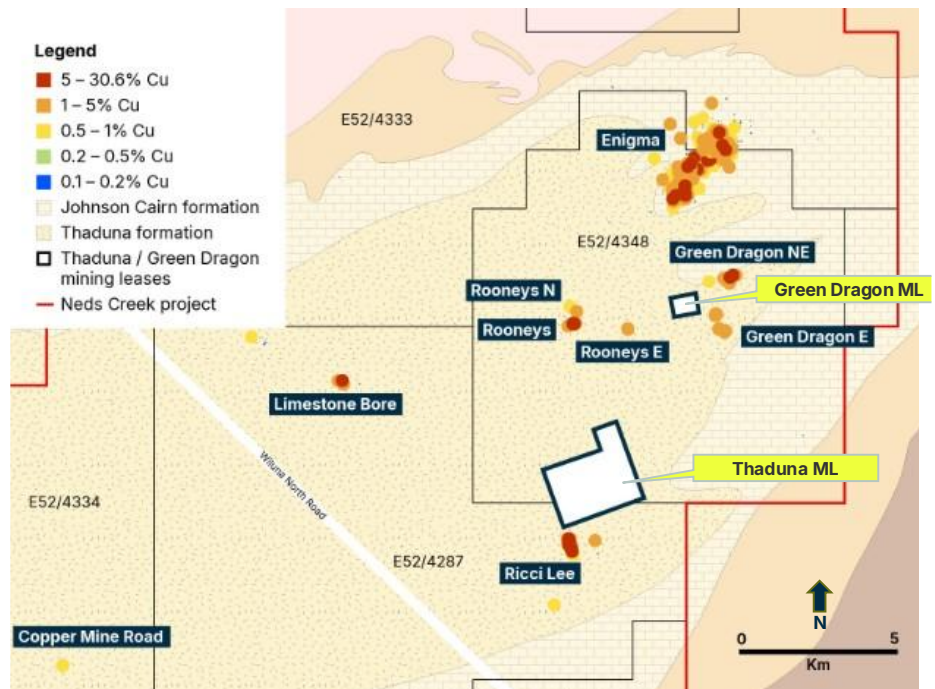 Legend
5 – 30.6% Cu
1 – 5% Cu
0.5 – 1% Cu
0.2 – 0.5% Cu
0.1 – 0.2% Cu
Johnson Cairn formation
Thaduna formation
Thaduna / Green Dragon
mining leases
Neds Creek project
E52/4333
Enigma
E52/4348
Green Dragon NE
Green Dragon ML
Rooneys N
Rooneys
Rooneys E
Green Dragon E
Limestone Bore
Wiluna North Road
Thaduna ML
E52/4334
E52/4287
Ricci Lee
Copper Mine Road
N
0 5
Km